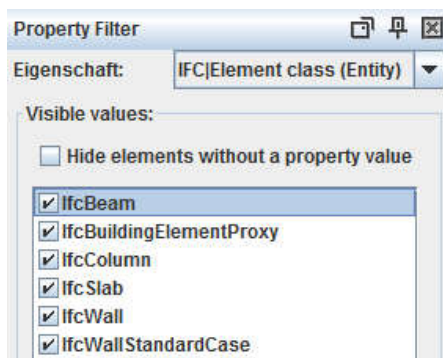 Property Filter
Eigenschaft: IFC|Element class (Entity)
Visible values:
Hide elements without a property value
IfcBeam
IfcBuildingElementProxy
IfcColumn
IfcSlab
IfcWall
IfcWallStandardCase